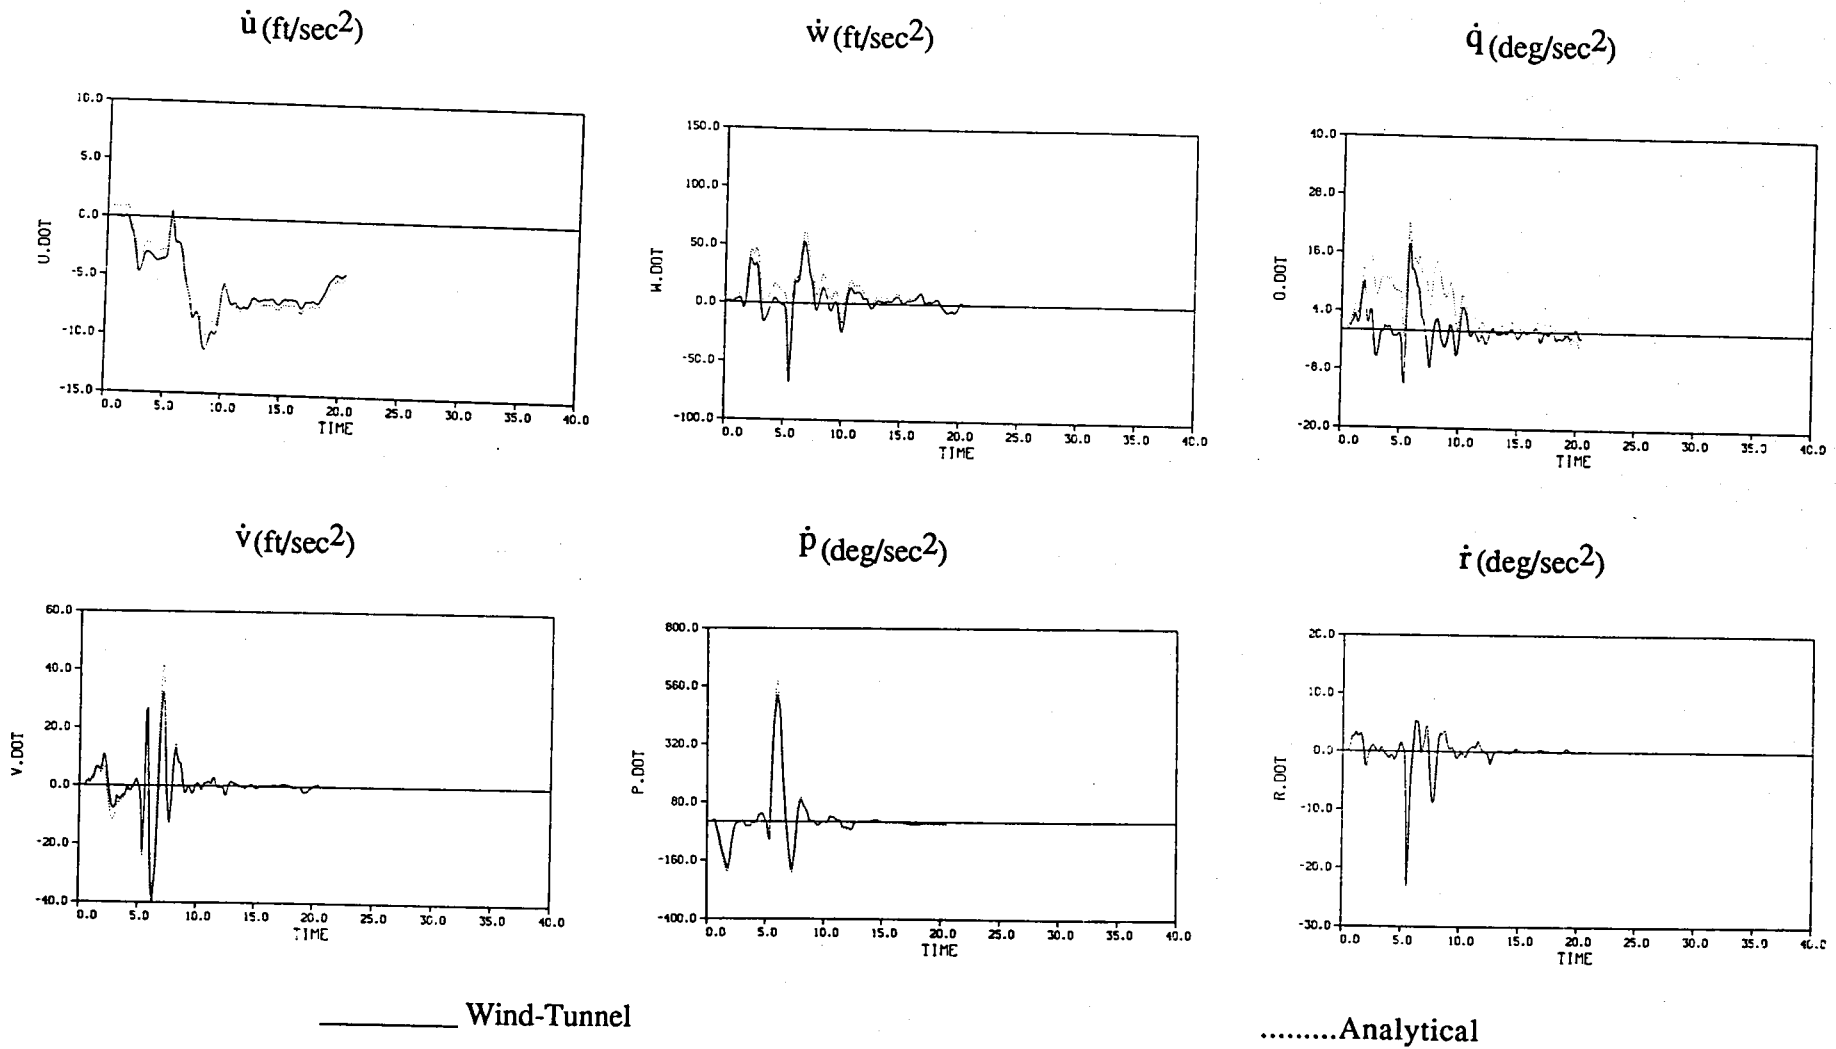 u̇ (ft/sec2)
ẇ (ft/sec2)
q̇ (deg/sec2)
10.0
5.0
0.0
-5.0
-10.0
-15.0
U.DOT
0.0 5.0 10.0 15.0 20.0 25.0 30.0 35.0 40.0
TIME
150.0
100.0
50.0
0.0
-50.0
-100.0
W.DOT
0.0 5.0 10.0 15.0 20.0 25.0 30.0 35.0 40.0
TIME
40.0
28.0
16.0
4.0
-8.0
-20.0
Q.DOT
0.0 5.0 10.0 15.0 20.0 25.0 30.0 35.0 40.0
TIME
v̇ (ft/sec2)
ṗ (deg/sec2)
ṙ (deg/sec2)
60.0
40.0
20.0
0.0
-20.0
-40.0
V.DOT
0.0 5.0 10.0 15.0 20.0 25.0 30.0 35.0 40.0
TIME
800.0
560.0
320.0
80.0
-160.0
-400.0
P.DOT
0.0 5.0 10.0 15.0 20.0 25.0 30.0 35.0 40.0
TIME
20.0
10.0
0.0
-10.0
-20.0
-30.0
R.DOT
0.0 5.0 10.0 15.0 20.0 25.0 30.0 35.0 40.0
TIME
Wind-Tunnel
.........Analytical